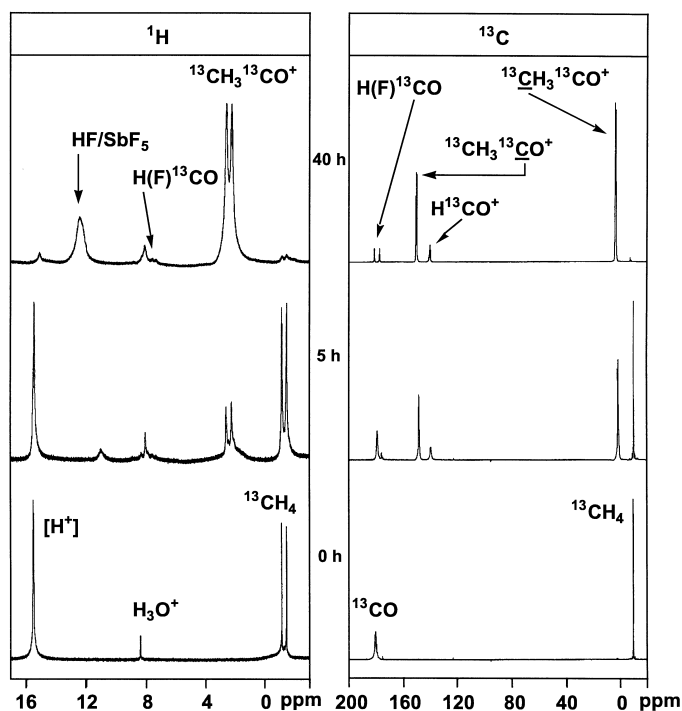 ¹H
¹³C
¹³CH₃¹³CO⁺
¹³CH₃¹³CO⁺
H(F)¹³CO
HF/SbF₅
¹³CH₃¹³CO⁺
40 h
H(F)¹³CO
H¹³CO⁺
5 h
¹³CH₄
[H⁺]
¹³CH₄
0 h
H₃O⁺
¹³CO
16 12 8 4 0 ppm
200 160 120 80 40 0 ppm